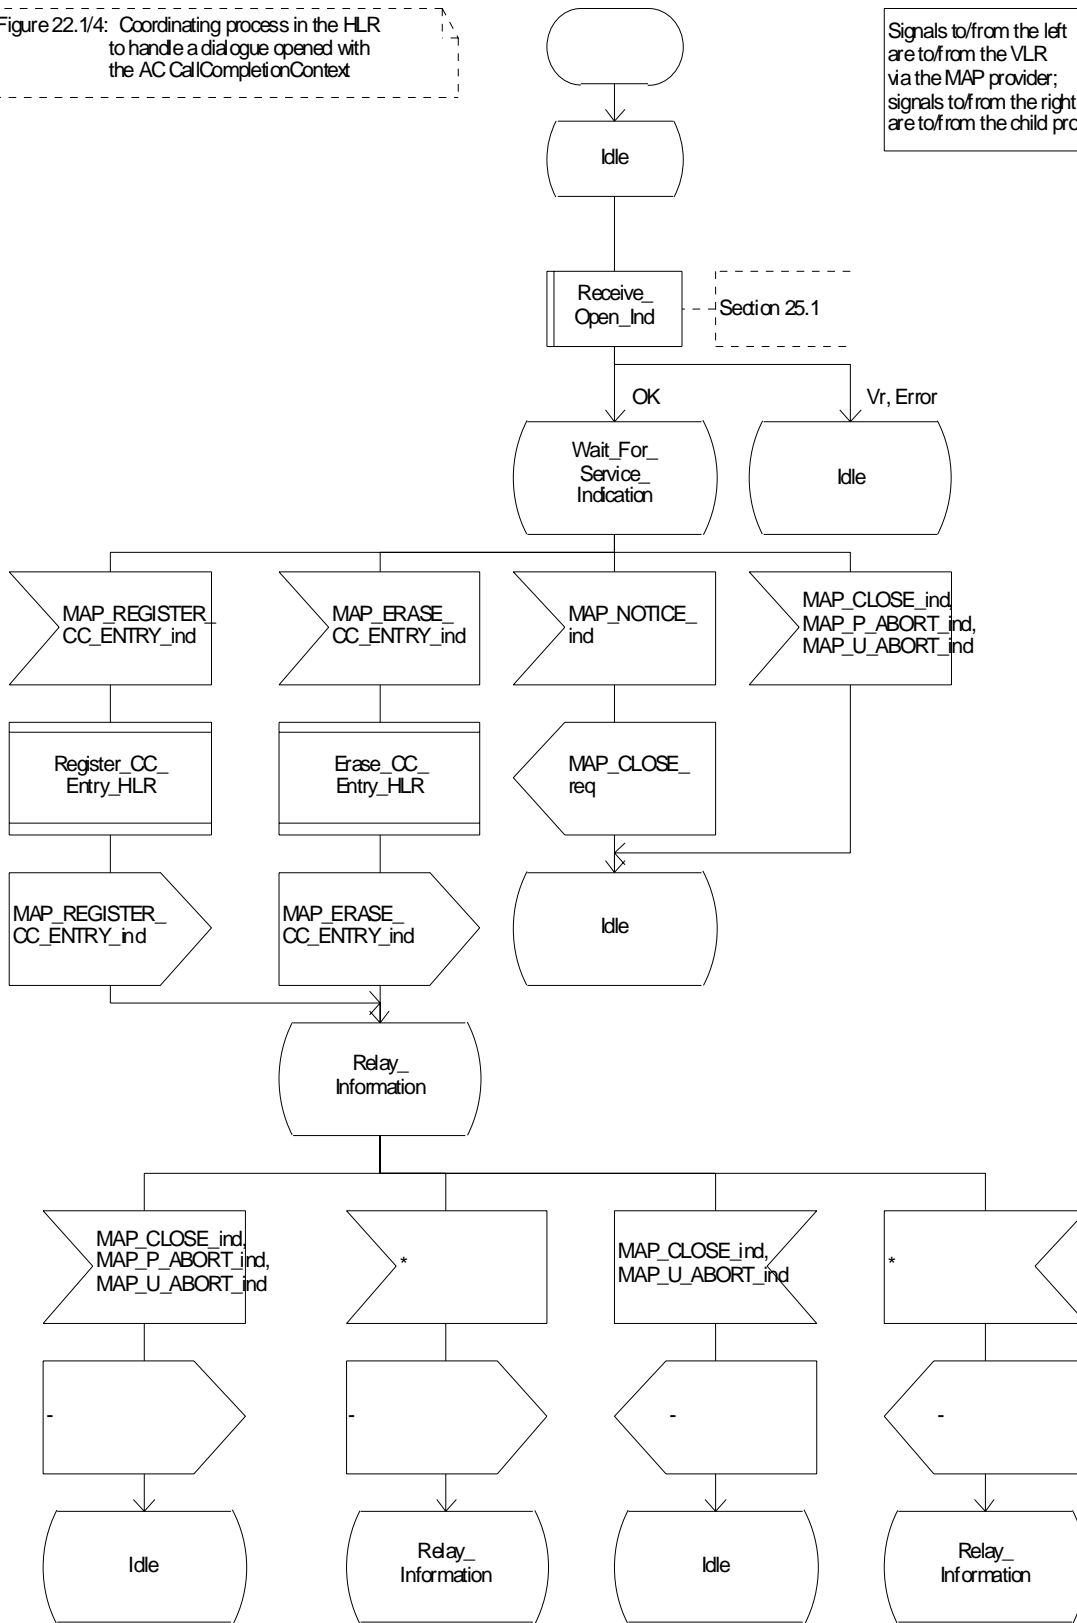 Figure 22.1/4: Coordinating process in the HLR
to handle a dialogue opened with
the AC CallCompletionContext
Signals to/from the left
are to/from the VLR
via the MAP provider;
signals to/from the right
are to/from the child
Idle
Receive_
Open_Ind
Section 25.1
OK
Vr, Error
Wait_For_
Service_
Indication
Idle
MAP_REGISTER_
CC_ENTRY_ind
MAP_ERASE_
CC_ENTRY_ind
MAP_NOTICE_
ind
MAP_CLOSE_ind,
MAP_P_ABORT_ind,
MAP_U_ABORT_ind
Register_CC_
Entry_HLR
Erase_CC_
Entry_HLR
MAP_CLOSE_
req
MAP_REGISTER_
CC_ENTRY_ind
MAP_ERASE_
CC_ENTRY_ind
Idle
Relay_
Information
MAP_CLOSE_ind,
MAP_P_ABORT_ind,
MAP_U_ABORT_ind
*
MAP_CLOSE_ind,
MAP_U_ABORT_ind
*
-
-
-
-
Idle
Relay_
Information
Idle
Relay_
Information